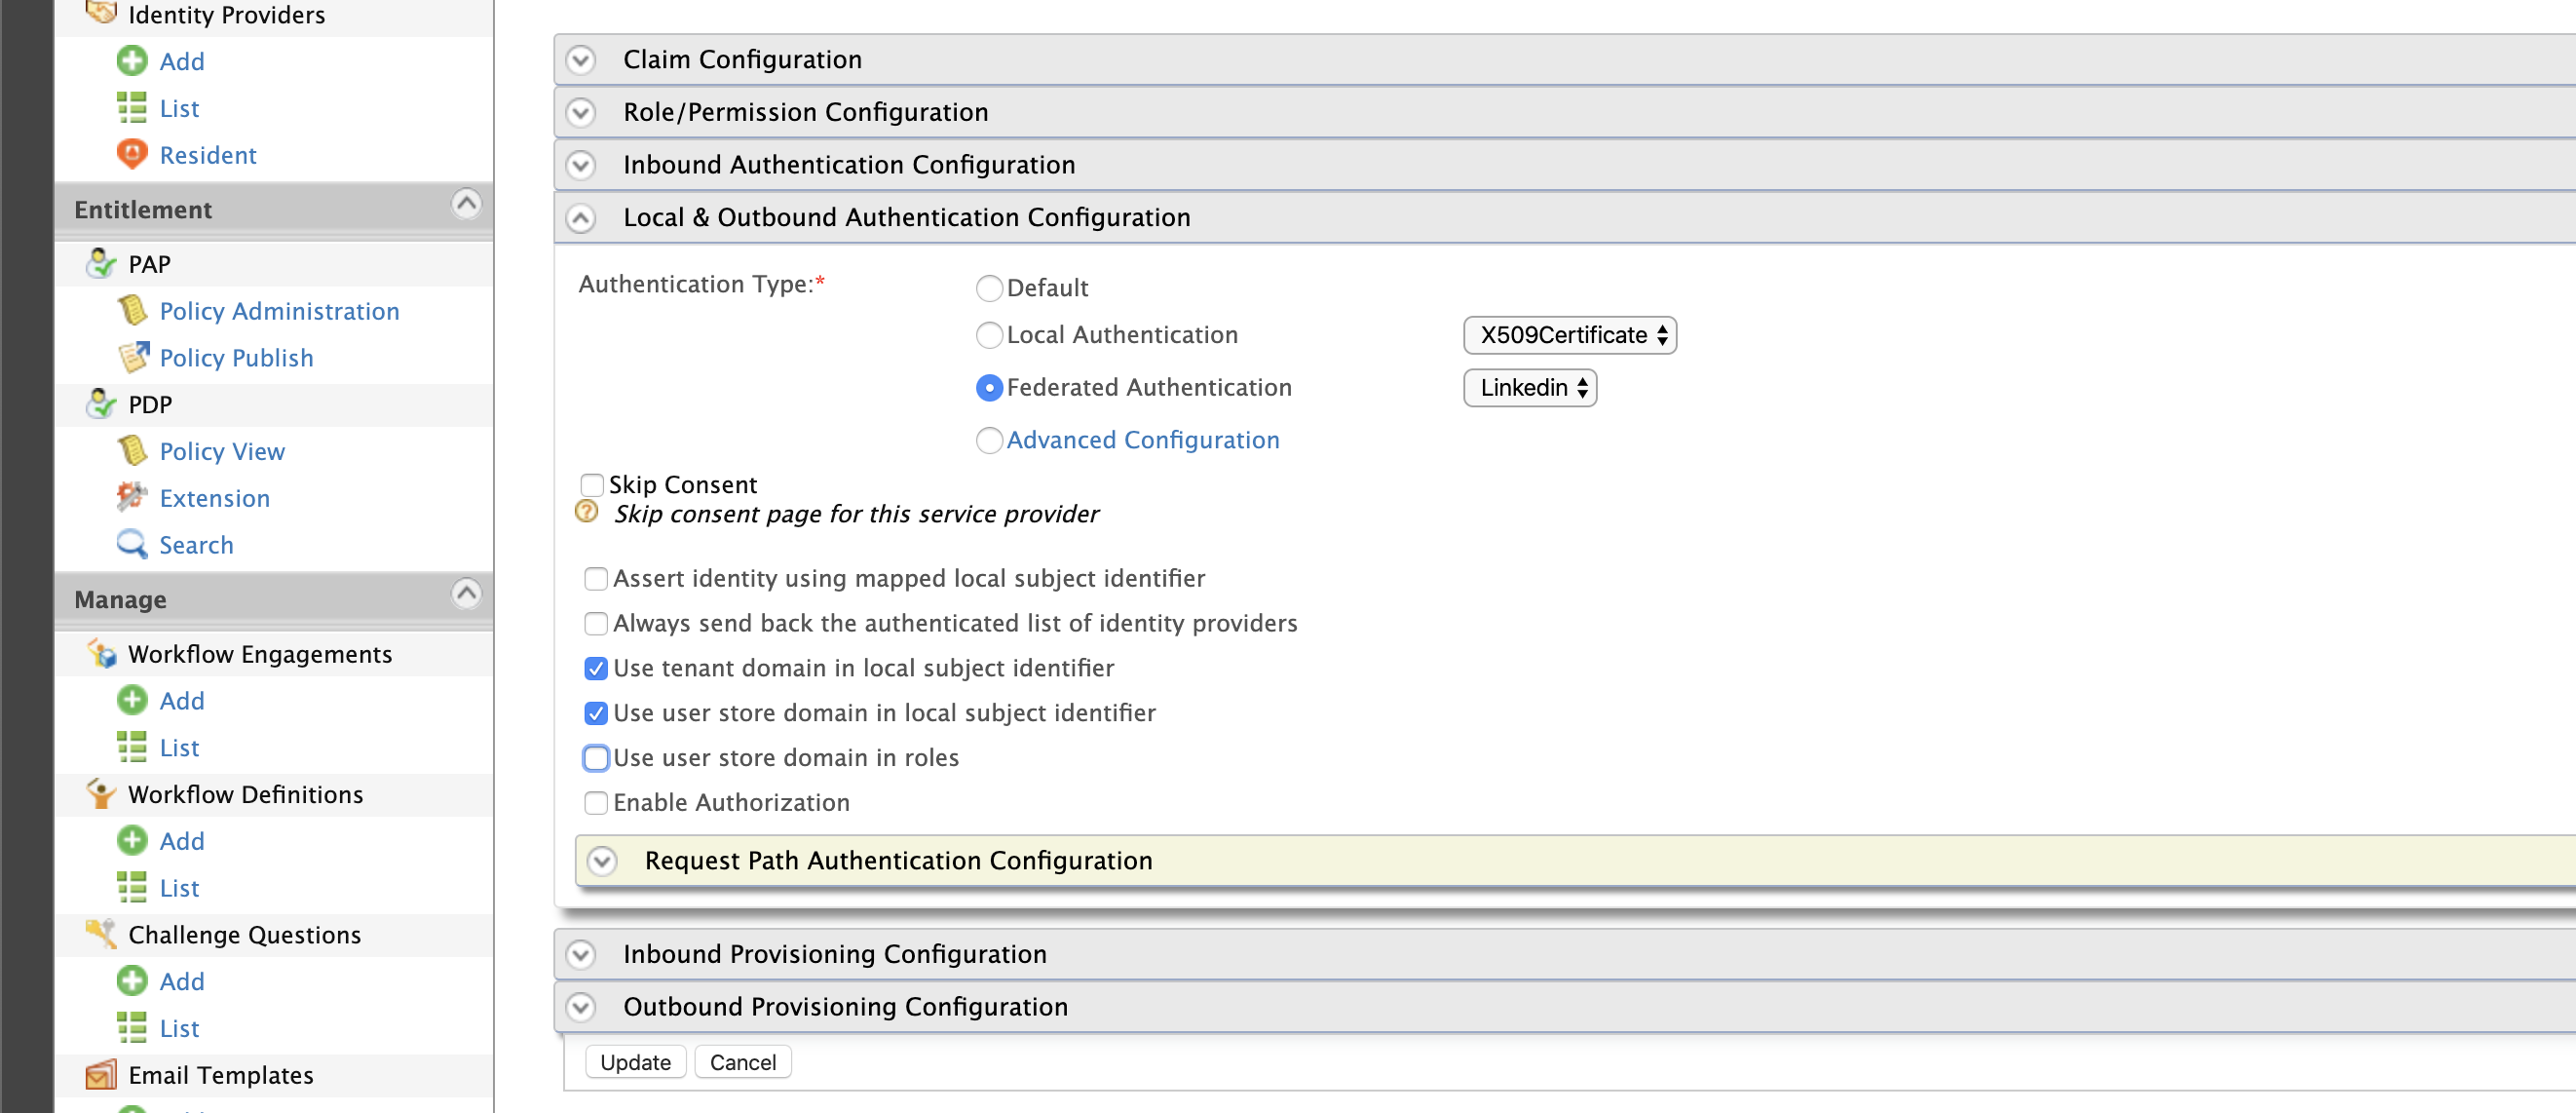 Identity Providers
Add
List
Resident
Entitlement
PAP
Policy Administration
Policy Publish
PDP
Policy View
Extension
Search
Manage
Workflow Engagements
Add
List
Workflow Definitions
Add
List
Challenge Questions
Add
List
Email Templates
Claim Configuration
Role/Permission Configuration
Inbound Authentication Configuration
Local & Outbound Authentication Configuration
Authentication Type:*
Default
Local Authentication X509Certificate
Federated Authentication Linkedin
Advanced Configuration
Skip Consent
? Skip consent page for this service provider
Assert identity using mapped local subject identifier
Always send back the authenticated list of identity providers
Use tenant domain in local subject identifier
Use user store domain in local subject identifier
Use user store domain in roles
Enable Authorization
Request Path Authentication Configuration
Inbound Provisioning Configuration
Outbound Provisioning Configuration
Update Cancel